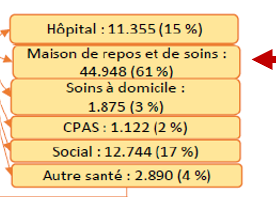 Hôpital : 11.355 (15 %)
Maison de repos et de soins :
44.948 (61 %)
Soins à domicile :
1.875 (3 %)
CPAS : 1.122 (2 %)
Social : 12.744 (17 %)
Autre santé : 2.890 (4 %)